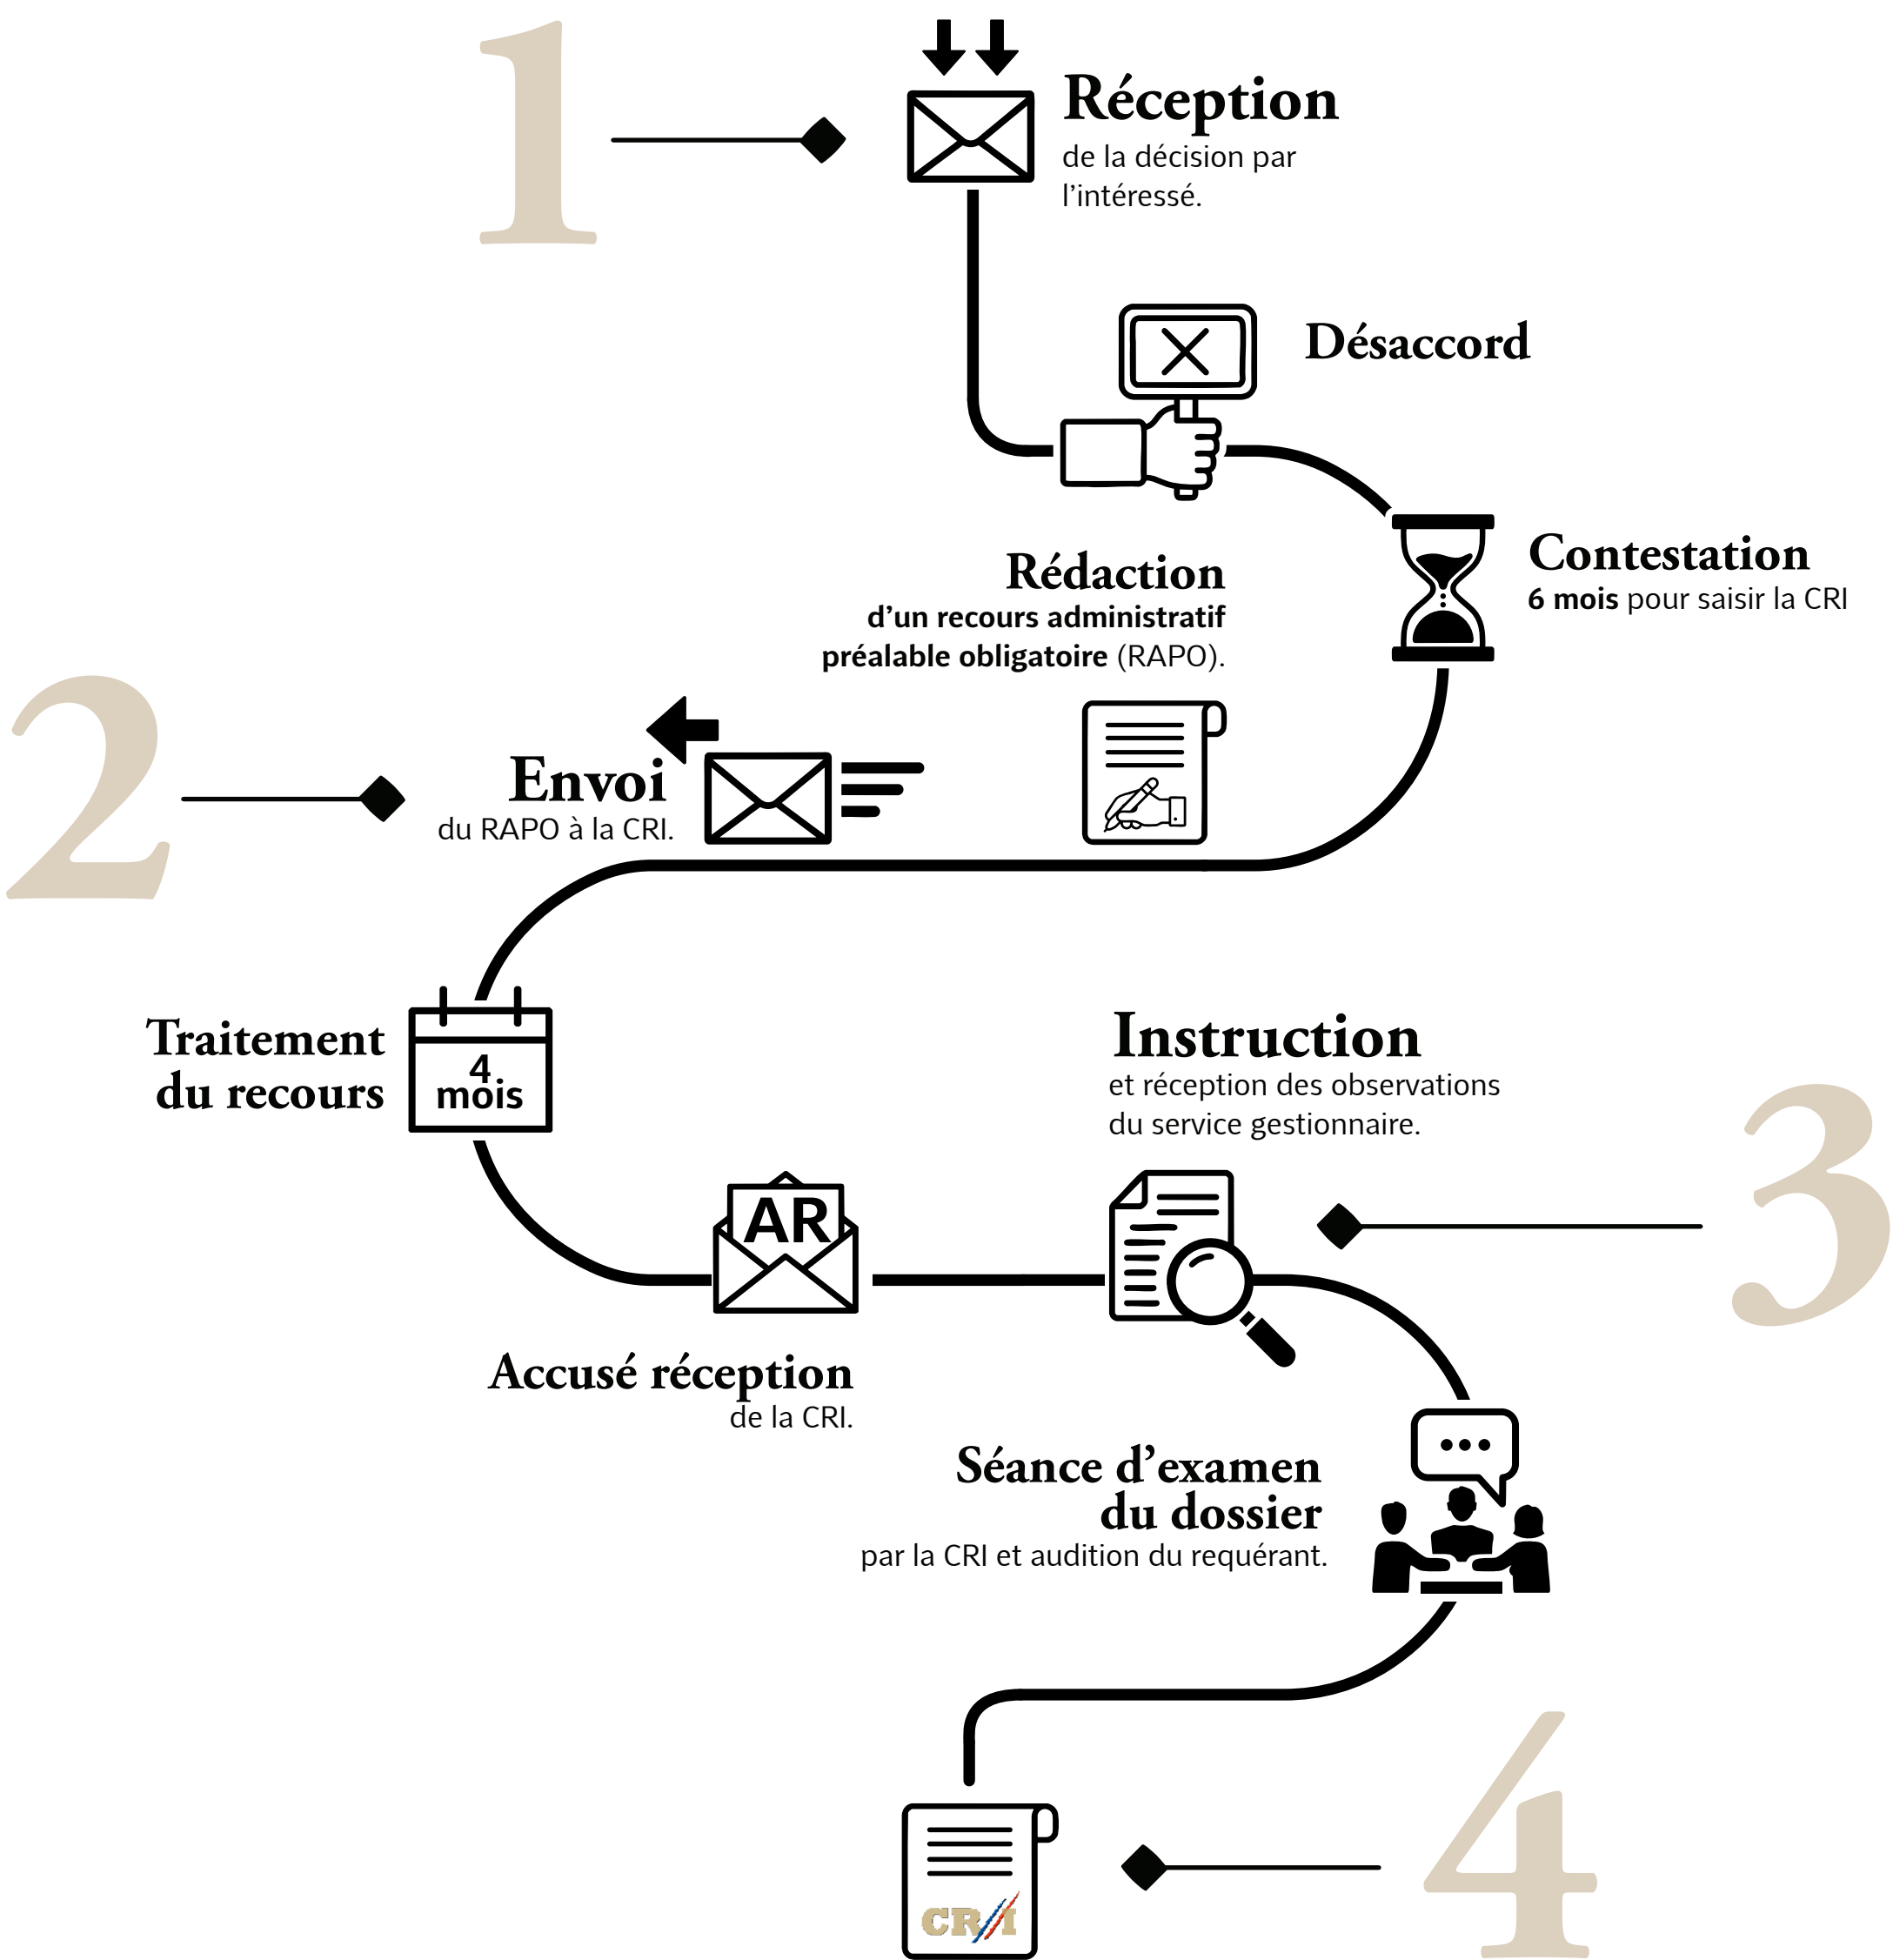 1
Réception
de la décision par
l’intéressé.
Désaccord
Contestation
6 mois pour saisir la CRI
Rédaction
d’un recours administratif
préalable obligatoire (RAPO).
2
Envoi
du RAPO à la CRI.
Traitement
du recours
4
mois
AR
Accusé réception
de la CRI.
Instruction
et réception des observations
du service gestionnaire.
3
Séance d’examen
du dossier
par la CRI et audition du requérant.
4
CRI